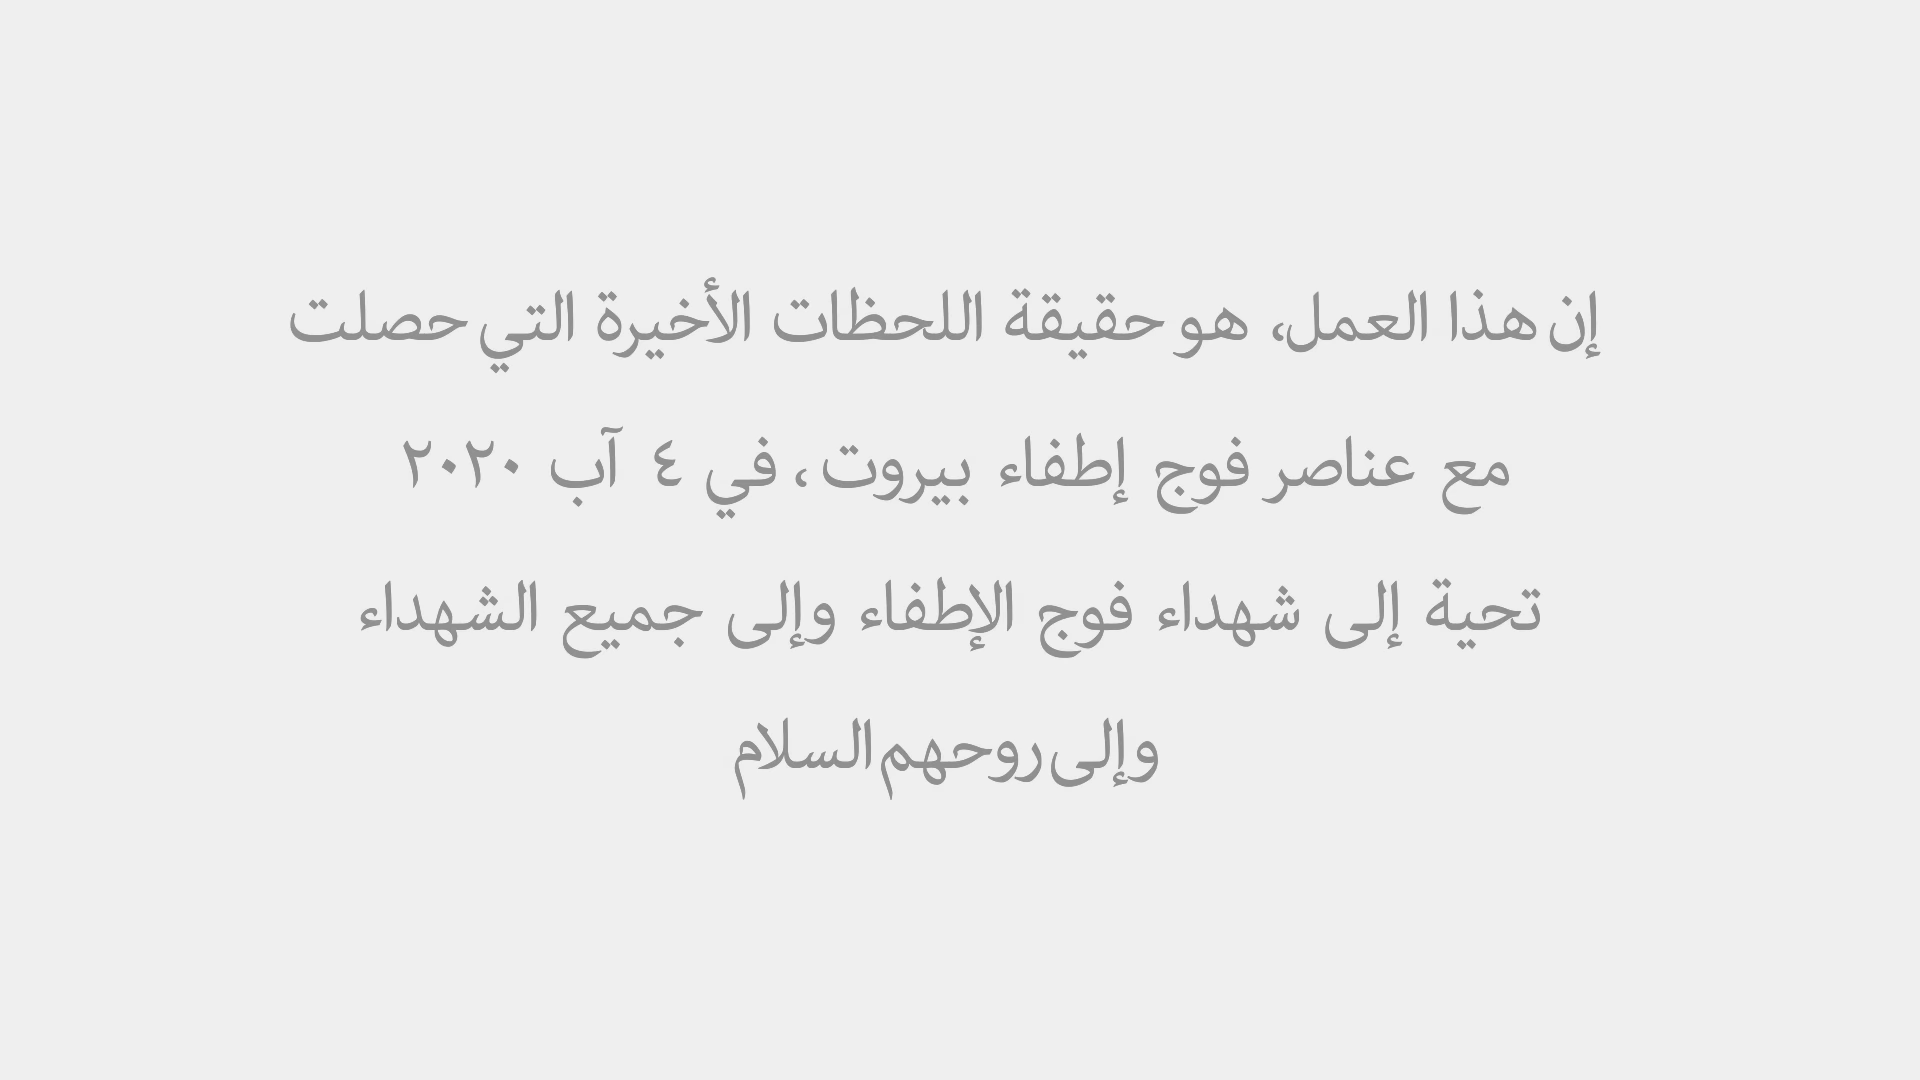 إن هذا العمل، هو حقيقة اللحظات الأخيرة التي حصلت
مع عناصر فوج إطفاء بيروت ، في ٤ آب ٢٠٢٠
تحية إلى شهداء فوج الإطفاء وإلى جميع الشهداء
وإلى روحهم السلام